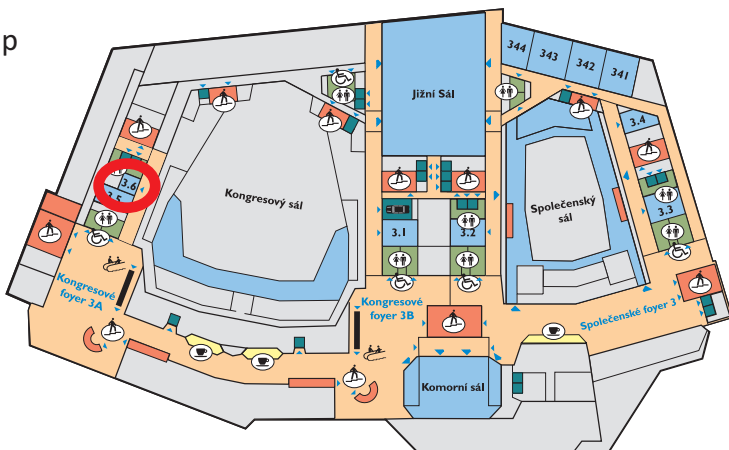 p
344
343
342
341
Jižní Sál
3.4
3.6
3.5
Kongresový sál
Společenský
sál
3.3
3.1
3.2
Kongresové
foyer 3A
Kongresové
foyer 3B
Společenské foyer 3
Komorní sál